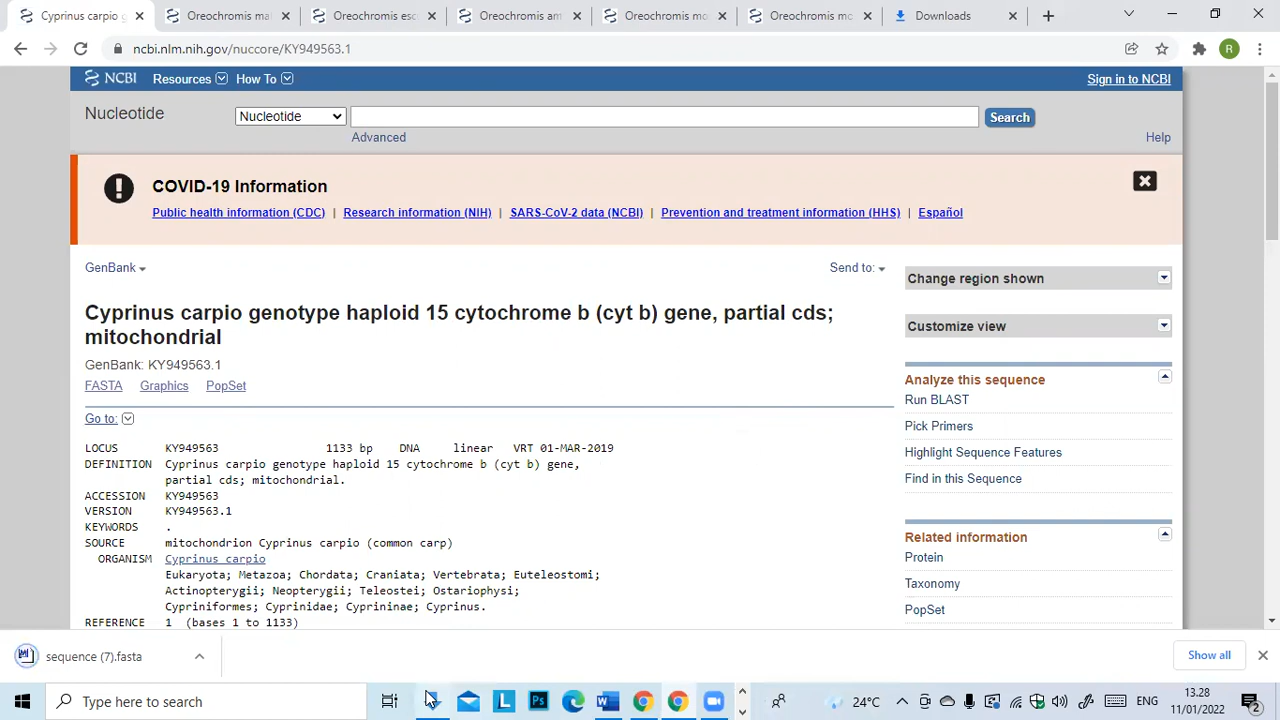 Cyprinus carpio g
Oreochromis mat
Oreochromis esc
Oreochromis am
Oreochromis mo
Oreochromis mo
Downloads
ncbi.nlm.nih.gov/nuccore/KY949563.1
R
NCBI Resources How To
Sign in to NCBI
Nucleotide
Nucleotide
Search
Advanced
Help
COVID-19 Information
Public health information (CDC) | Research information (NIH) | SARS-CoV-2 data (NCBI) | Prevention and treatment information (HHS) | Español
GenBank
Send to:
Change region shown
Customize view
Cyprinus carpio genotype haploid 15 cytochrome b (cyt b) gene, partial cds;
mitochondrial
GenBank: KY949563.1
FASTA Graphics PopSet
Go to:
LOCUS KY949563 1133 bp DNA linear VRT 01-MAR-2019
DEFINITION Cyprinus carpio genotype haploid 15 cytochrome b (cyt b) gene,
partial cds; mitochondrial.
ACCESSION KY949563
VERSION KY949563.1
KEYWORDS .
SOURCE mitochondrion Cyprinus carpio (common carp)
ORGANISM Cyprinus carpio
Eukaryota; Metazoa; Chordata; Craniata; Vertebrata; Euteleostomi;
Actinopterygii; Neopterygii; Teleostei; Ostariophysi;
Cypriniformes; Cyprinidae; Cyprininae; Cyprinus.
REFERENCE 1 (bases 1 to 1133)
Analyze this sequence
Run BLAST
Pick Primers
Highlight Sequence Features
Find in this Sequence
Related information
Protein
Taxonomy
PopSet
sequence (7).fasta
Show all
Type here to search
L
Ps
24°C
ENG
13.28
11/01/2022
2